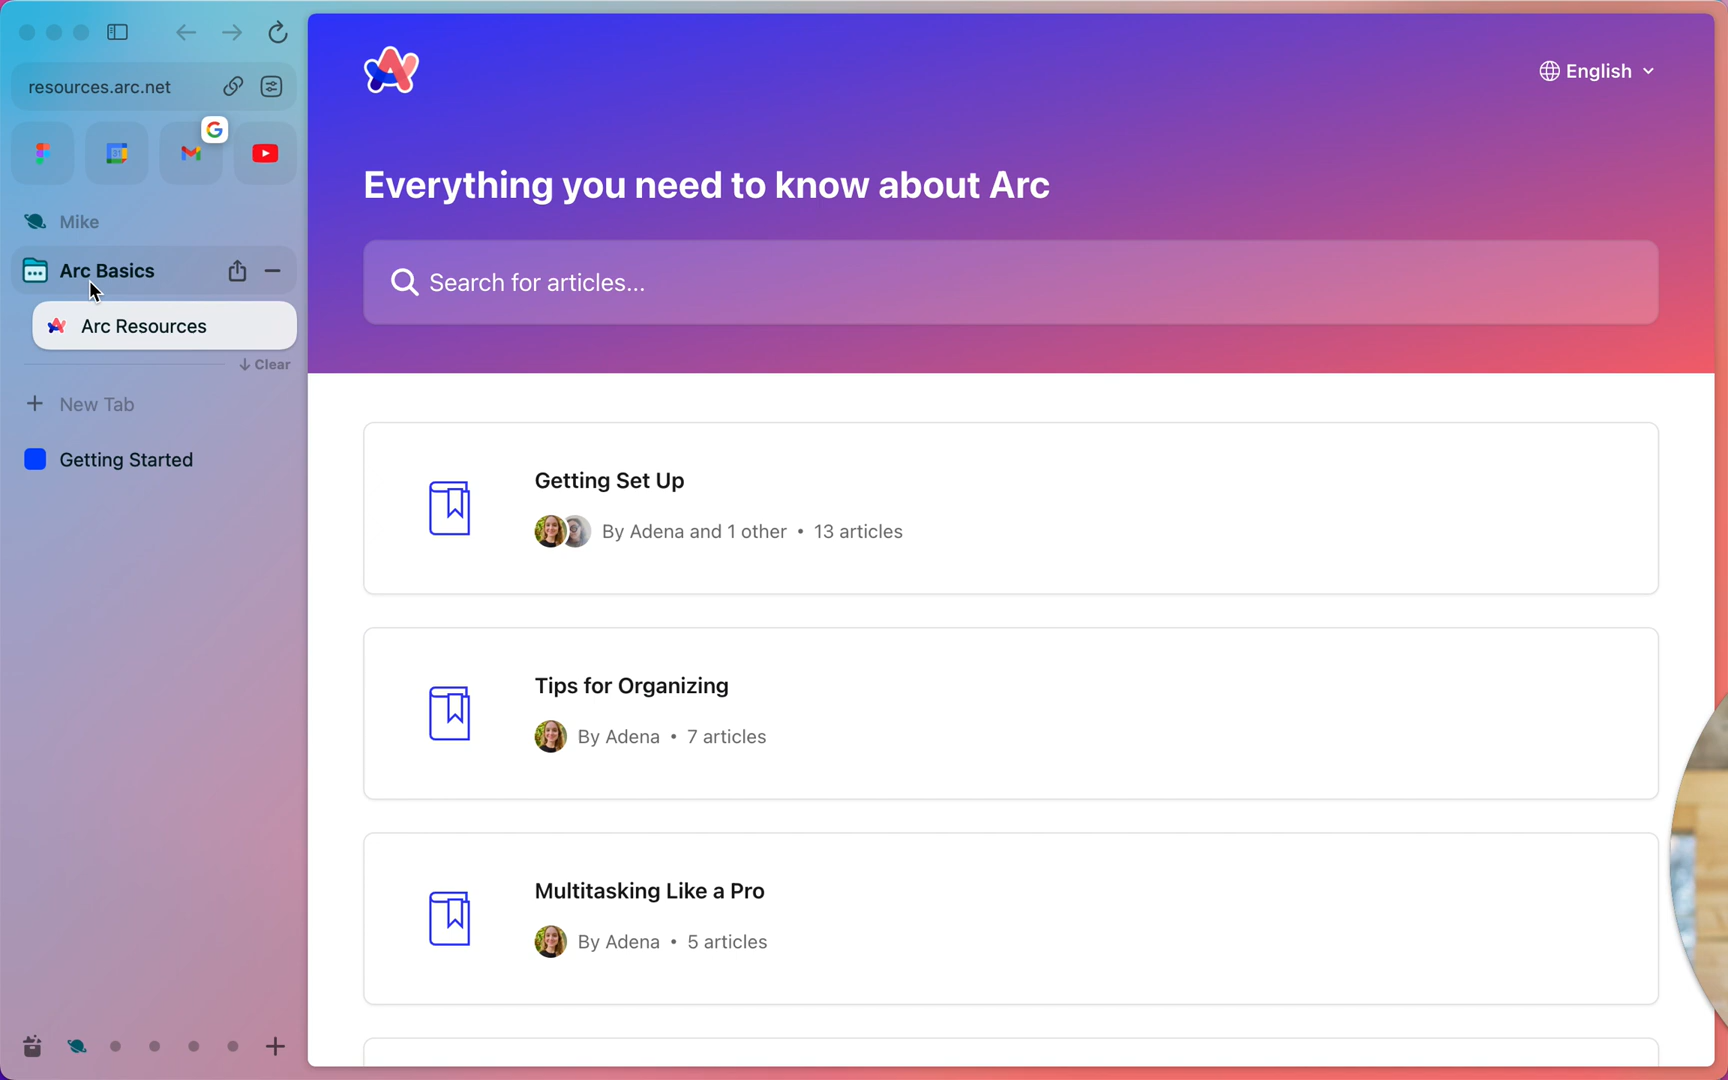 resources.arc.net
31
Mike
Arc Basics
Arc Resources
Clear
New Tab
Getting Started
English
Everything you need to know about Arc
Search for articles...
Getting Set Up
By Adena and 1 other • 13 articles
Tips for Organizing
By Adena • 7 articles
Multitasking Like a Pro
By Adena • 5 articles